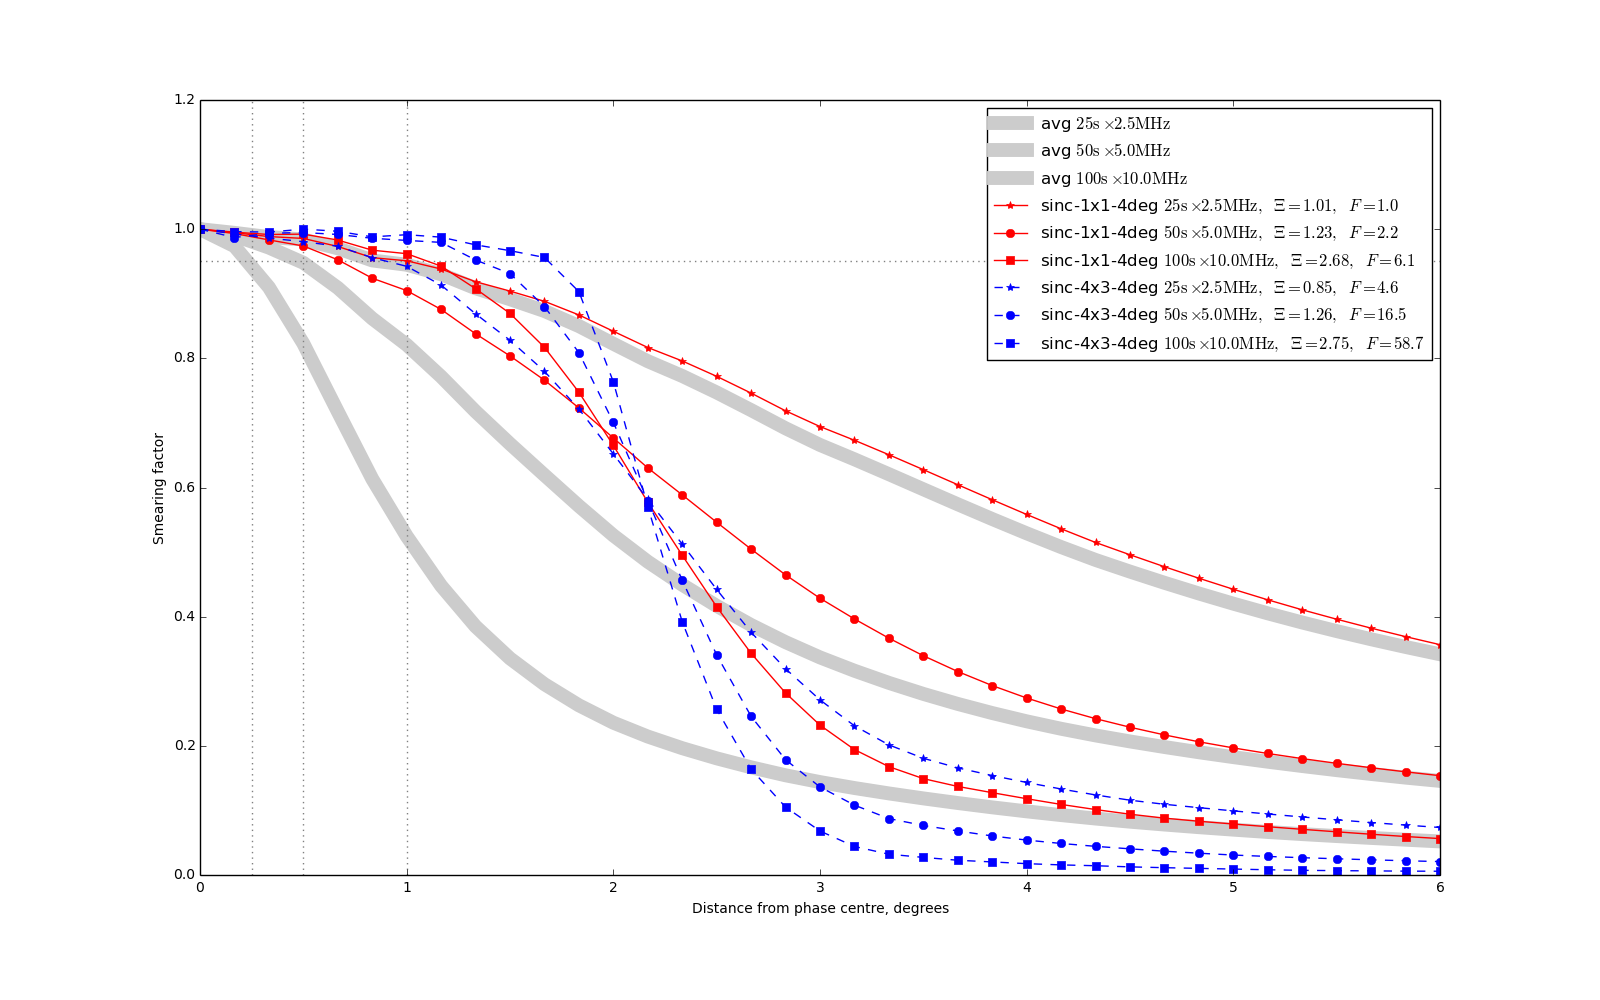 1.2
1.0
0.8
0.6
0.4
0.2
0.0
Smearing factor
avg 25s×2.5MHz
avg 50s×5.0MHz
avg 100s×10.0MHz
sinc-1x1-4deg 25s×2.5MHz, Ξ=1.01, F=1.0
sinc-1x1-4deg 50s×5.0MHz, Ξ=1.23, F=2.2
sinc-1x1-4deg 100s×10.0MHz, Ξ=2.68, F=6.1
sinc-4x3-4deg 25s×2.5MHz, Ξ=0.85, F=4.6
sinc-4x3-4deg 50s×5.0MHz, Ξ=1.26, F=16.5
sinc-4x3-4deg 100s×10.0MHz, Ξ=2.75, F=58.7
0 1 2 3 4 5 6
Distance from phase centre, degrees